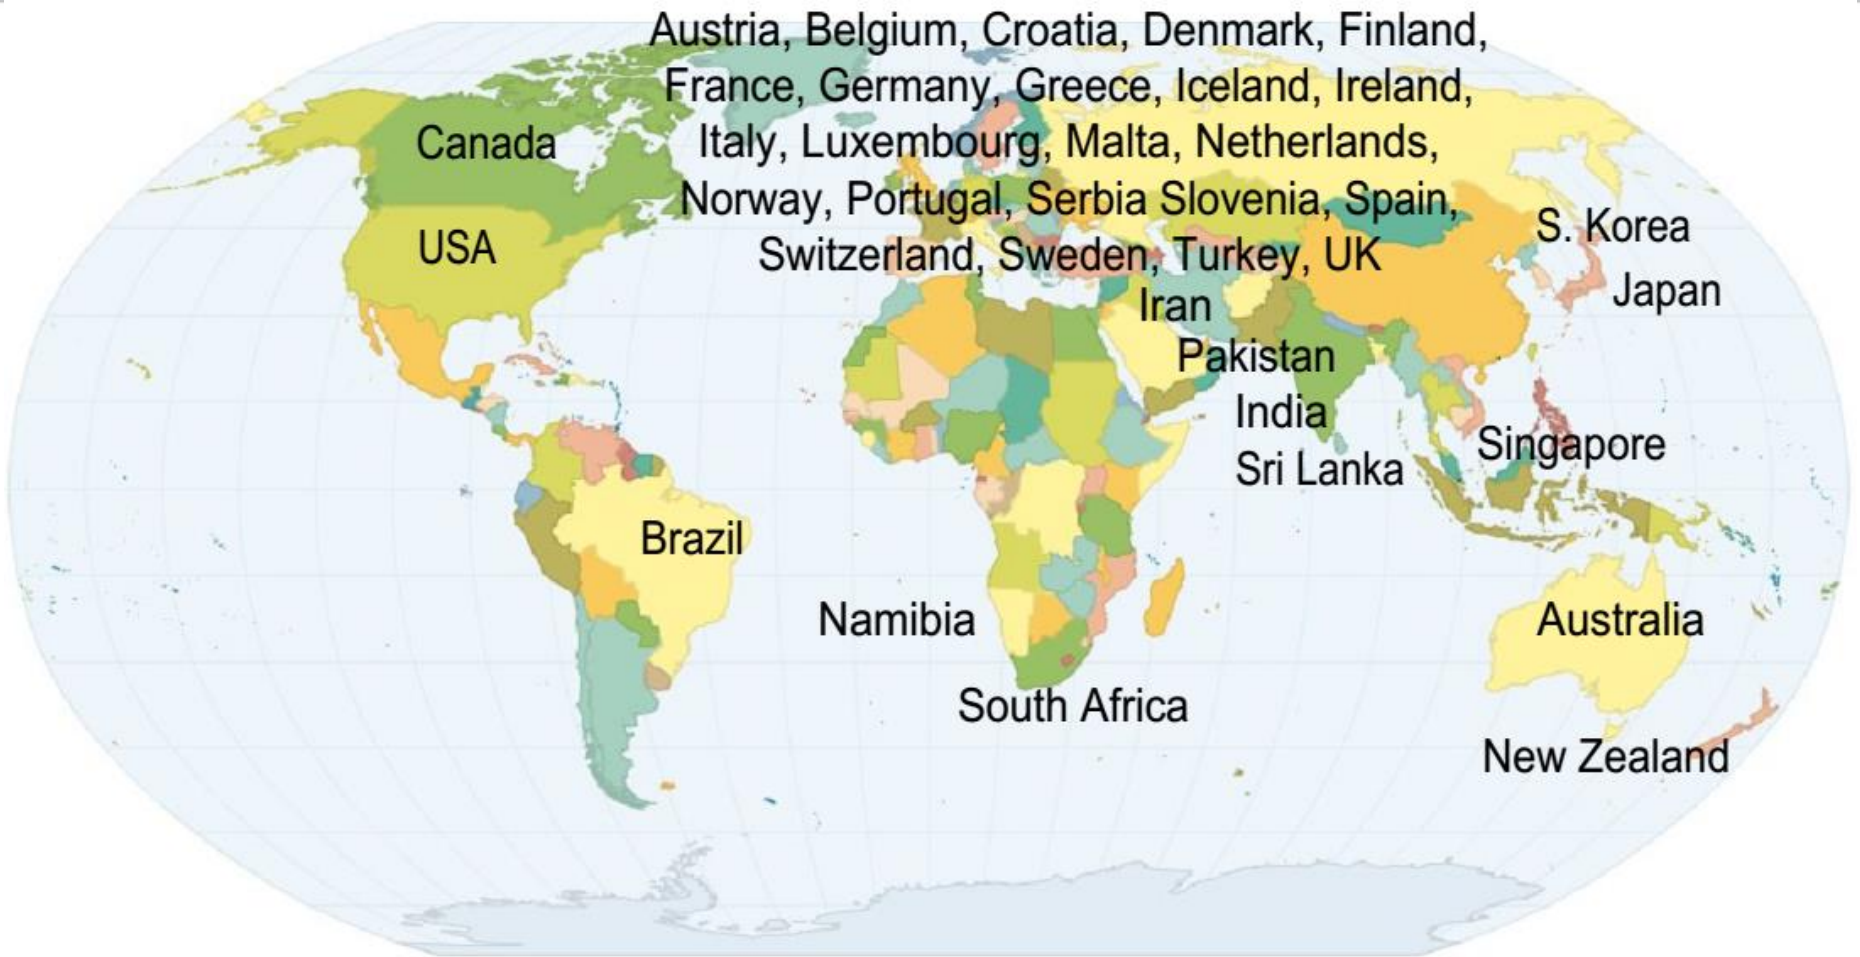 Austria, Belgium, Croatia, Denmark, Finland,
France, Germany, Greece, Iceland, Ireland,
Italy, Luxembourg, Malta, Netherlands,
Norway, Portugal, Serbia Slovenia, Spain,
Switzerland, Sweden, Turkey, UK
Canada
USA
S. Korea
Japan
Iran
Pakistan
India
Sri Lanka
Singapore
Brazil
Namibia
South Africa
Australia
New Zealand